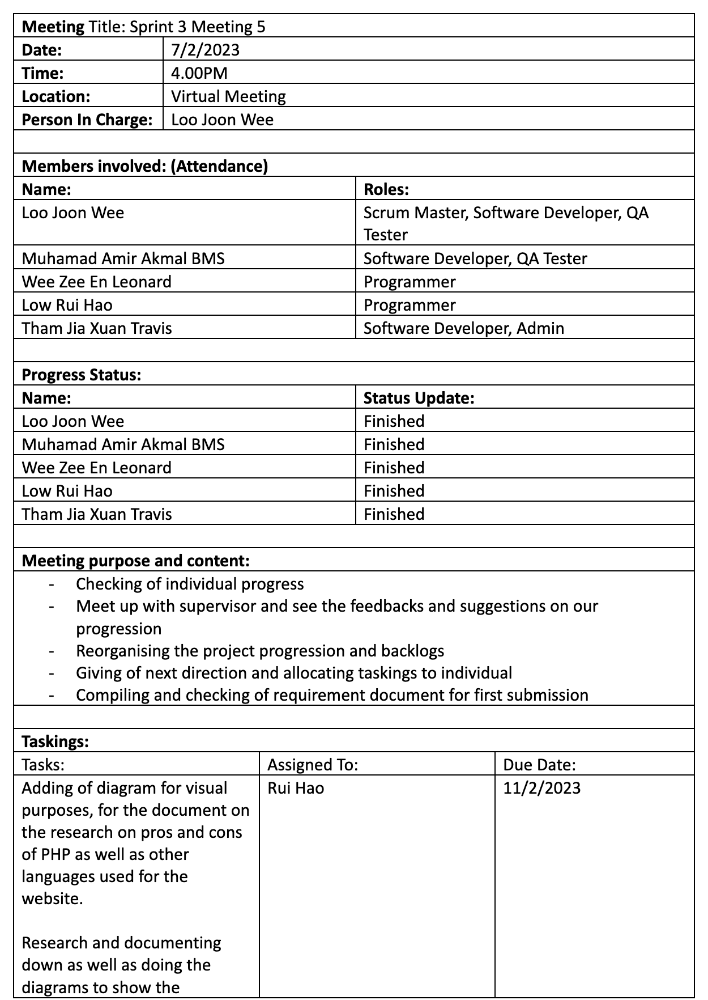 Meeting Title: Sprint 3 Meeting 5
Date: 7/2/2023
Time: 4.00PM
Location: Virtual Meeting
Person In Charge: Loo Joon Wee
Members involved: (Attendance)
Name: Roles:
Loo Joon Wee Scrum Master, Software Developer, QA
Tester
Muhamad Amir Akmal BMS Software Developer, QA Tester
Wee Zee En Leonard Programmer
Low Rui Hao Programmer
Tham Jia Xuan Travis Software Developer, Admin
Progress Status:
Name: Status Update:
Loo Joon Wee Finished
Muhamad Amir Akmal BMS Finished
Wee Zee En Leonard Finished
Low Rui Hao Finished
Tham Jia Xuan Travis Finished
Meeting purpose and content:
- Checking of individual progress
- Meet up with supervisor and see the feedbacks and suggestions on our
progression
- Reorganising the project progression and backlogs
- Giving of next direction and allocating taskings to individual
- Compiling and checking of requirement document for first submission
Taskings:
Tasks: Assigned To: Due Date:
Adding of diagram for visual Rui Hao 11/2/2023
purposes, for the document on
the research on pros and cons
of PHP as well as other
languages used for the
website.
Research and documenting
down as well as doing the
diagrams to show the